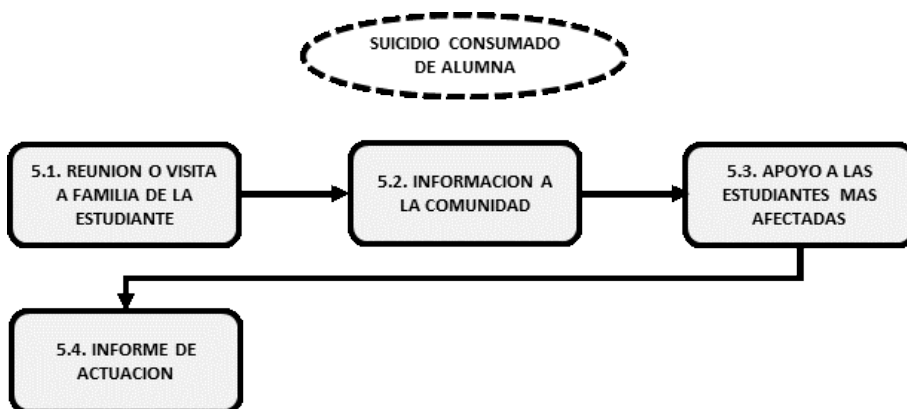 SUICIDIO CONSUMADO
DE ALUMNA
5.1. REUNION O VISITA
A FAMILIA DE LA
ESTUDIANTE
5.2. INFORMACION A
LA COMUNIDAD
5.3. APOYO A LAS
ESTUDIANTES MAS
AFECTADAS
5.4. INFORME DE
ACTUACION